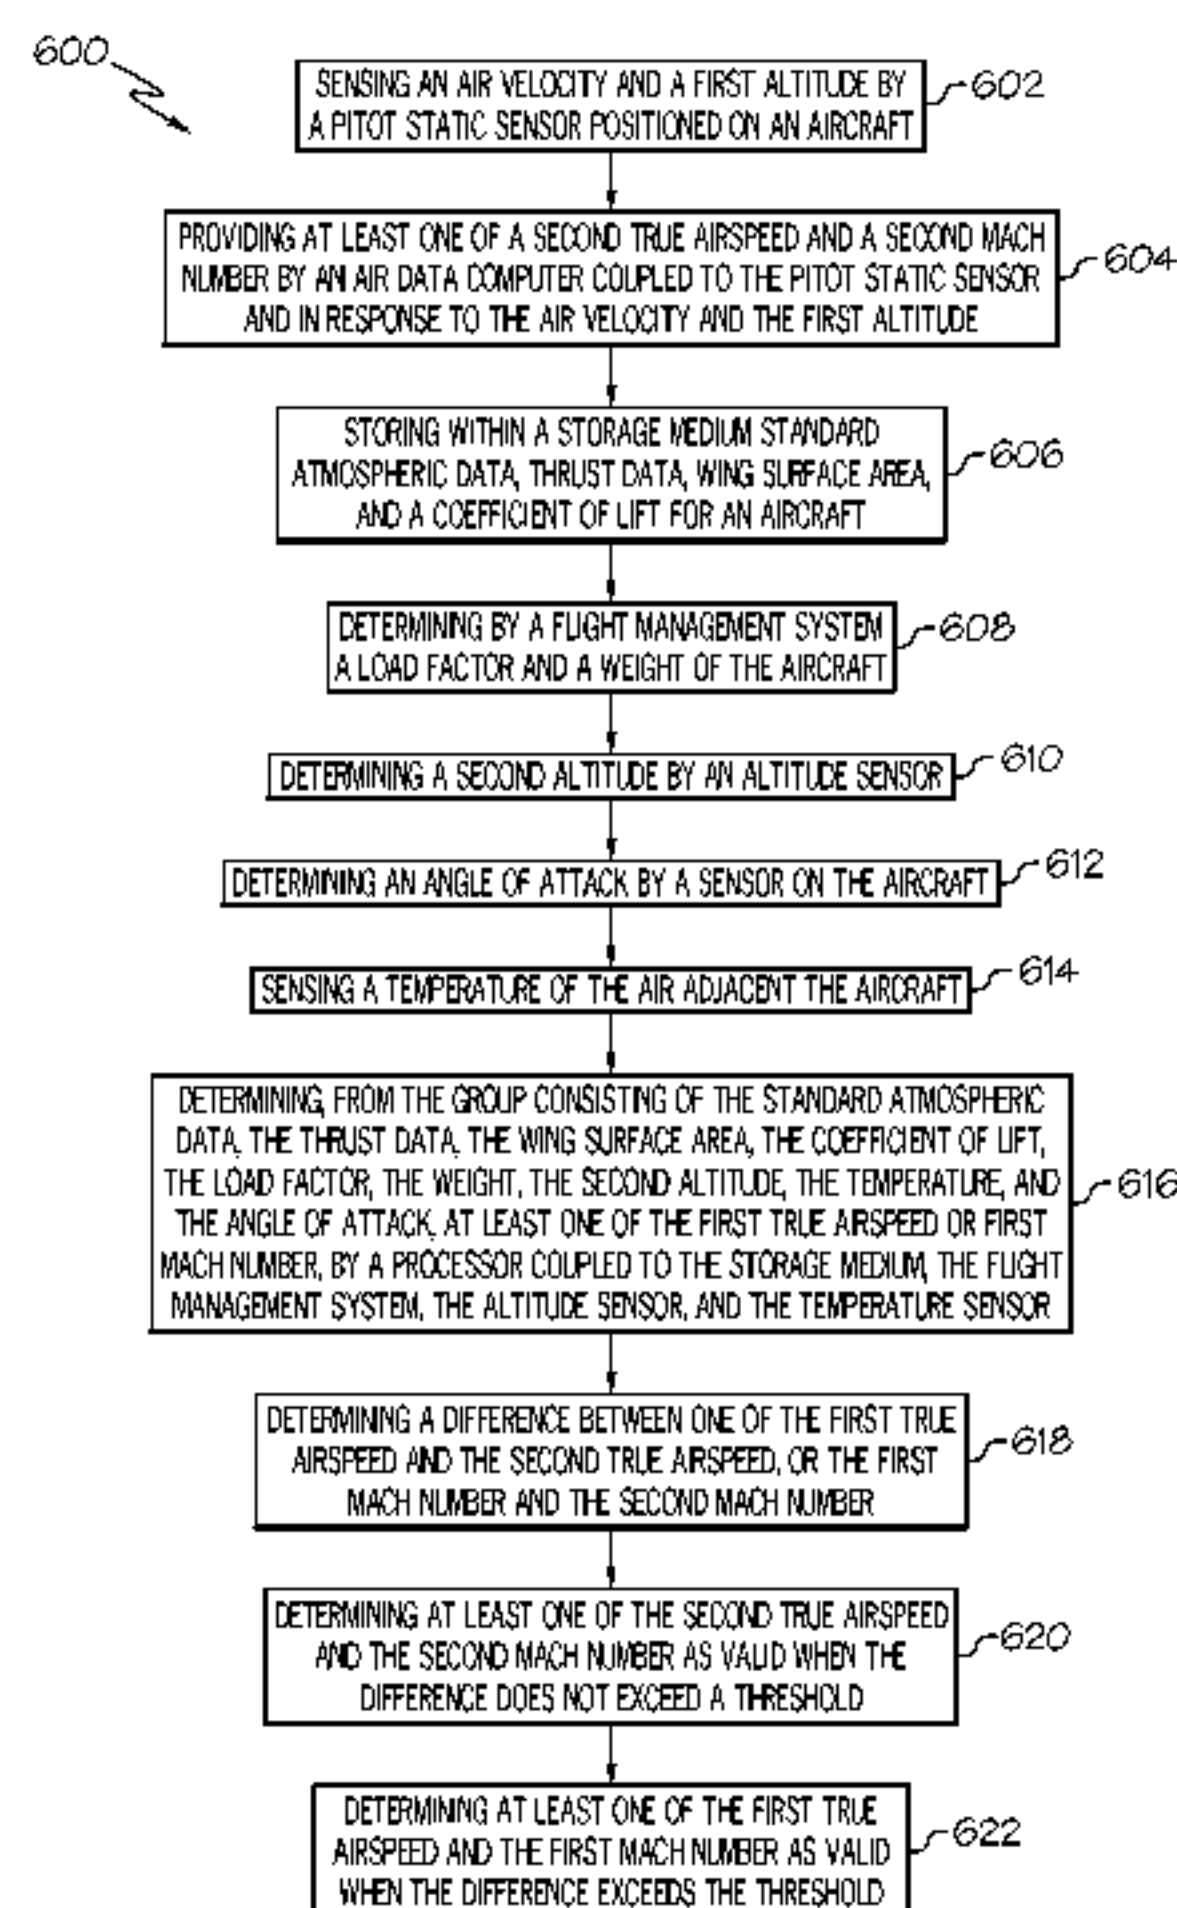 600
SENSING AN AIR VELOCITY AND A FIRST ALTITUDE BY
A PITOT STATIC SENSOR POSITIONED ON AN AIRCRAFT
602
PROVIDING AT LEAST ONE OF A SECOND TRUE AIRSPEED AND A SECOND MACH
NUMBER BY AN AIR DATA COMPUTER COUPLED TO THE PITOT STATIC SENSOR
AND IN RESPONSE TO THE AIR VELOCITY AND THE FIRST ALTITUDE
604
STORING WITHIN A STORAGE MEDIUM STANDARD
ATMOSPHERIC DATA, THRUST DATA, WING SURFACE AREA,
AND A COEFFICIENT OF LIFT FOR AN AIRCRAFT
606
DETERMINING BY A FLIGHT MANAGEMENT SYSTEM
A LOAD FACTOR AND A WEIGHT OF THE AIRCRAFT
608
DETERMINING A SECOND ALTITUDE BY AN ALTITUDE SENSOR
610
DETERMINING AN ANGLE OF ATTACK BY A SENSOR ON THE AIRCRAFT
612
SENSING A TEMPERATURE OF THE AIR ADJACENT THE AIRCRAFT
614
DETERMINING, FROM THE GROUP CONSISTING OF THE STANDARD ATMOSPHERIC
DATA, THE THRUST DATA, THE WING SURFACE AREA, THE COEFFICIENT OF LIFT,
THE LOAD FACTOR, THE WEIGHT, THE SECOND ALTITUDE, THE TEMPERATURE, AND
THE ANGLE OF ATTACK, AT LEAST ONE OF THE FIRST TRUE AIRSPEED OR FIRST
MACH NUMBER, BY A PROCESSOR COUPLED TO THE STORAGE MEDIUM, THE FLIGHT
MANAGEMENT SYSTEM, THE ALTITUDE SENSOR, AND THE TEMPERATURE SENSOR
616
DETERMINING A DIFFERENCE BETWEEN ONE OF THE FIRST TRUE
AIRSPEED AND THE SECOND TRUE AIRSPEED, OR THE FIRST
MACH NUMBER AND THE SECOND MACH NUMBER
618
DETERMINING AT LEAST ONE OF THE SECOND TRUE AIRSPEED
AND THE SECOND MACH NUMBER AS VALID WHEN THE
DIFFERENCE DOES NOT EXCEED A THRESHOLD
620
DETERMINING AT LEAST ONE OF THE FIRST TRUE
AIRSPEED AND THE FIRST MACH NUMBER AS VALID
WHEN THE DIFFERENCE EXCEEDS THE THRESHOLD
622